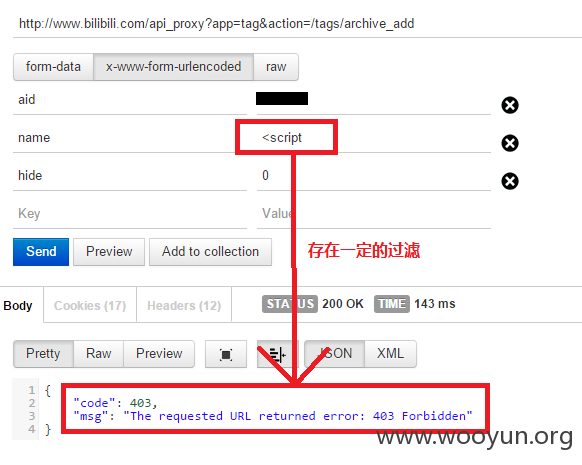 http://www.bilibili.com/api_proxy?app=tag&action=/tags/archive_add
form-data x-www-form-urlencoded raw
aid
name <script
hide 0
Key Value
存在一定的过滤
Send Preview Add to collection
Body Cookies (17) Headers (12) STATUS 200 OK TIME 143 ms
Pretty Raw Preview JSON XML
1 {
2 "code": 403,
3 "msg": "The requested URL returned error: 403 Forbidden"
4 }
www.wooyun.org